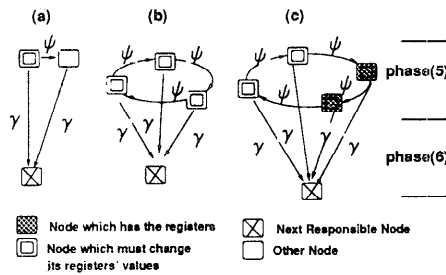 (a) (b) (c)
ψ ψ ψ ψ ψ ψ ψ ψ
phase(5)
γ γ γ γ γ γ γ γ γ
phase(6)
Node which has the registers
Node which must change
its registers' values
Next Responsible Node
Other Node